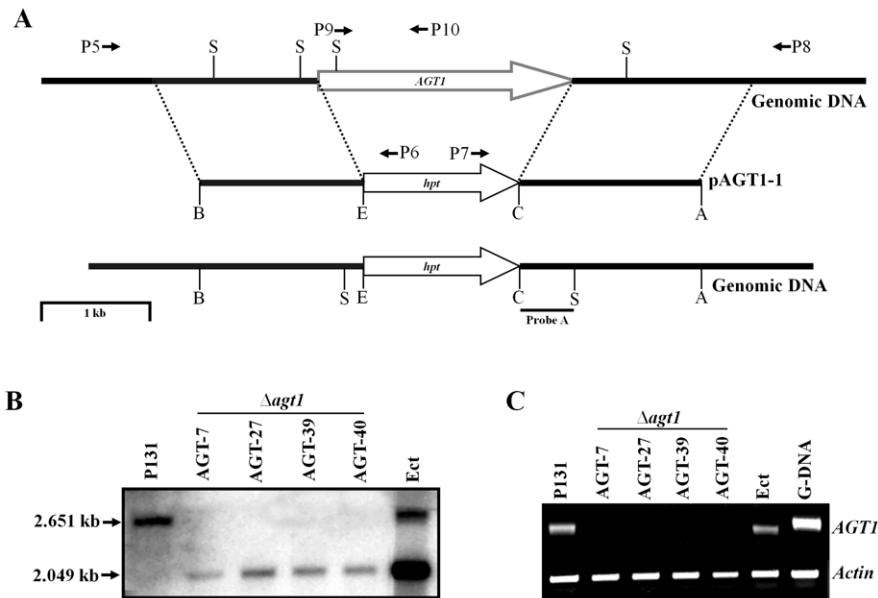 A
P5 S S P9 S P10 S P8
AGT1
Genomic DNA
P6 P7
hpt
pAGT1-1
B E C A
hpt
Genomic DNA
B S E C S A
1 kb
Probe A
B
Δagt1
P131 AGT-7 AGT-27 AGT-39 AGT-40 Ect
2.651 kb
2.049 kb
C
Δagt1
P131 AGT-7 AGT-27 AGT-39 AGT-40 Ect G-DNA
AGT1
Actin